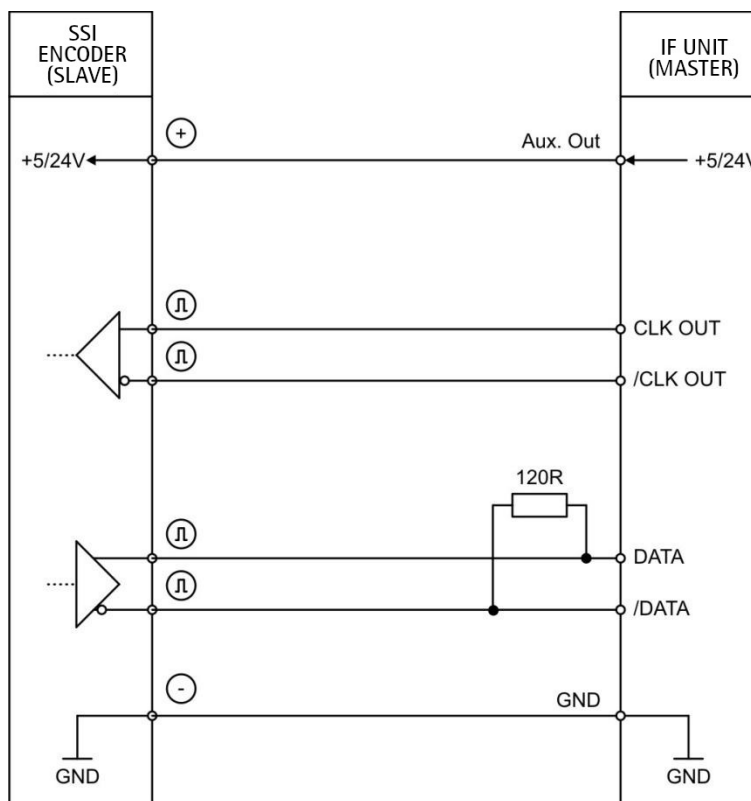 SSI
ENCODER
(SLAVE)
IF UNIT
(MASTER)
+
Aux. Out
+5/24V
+5/24V
CLK OUT
/CLK OUT
120R
DATA
/DATA
-
GND
GND
GND